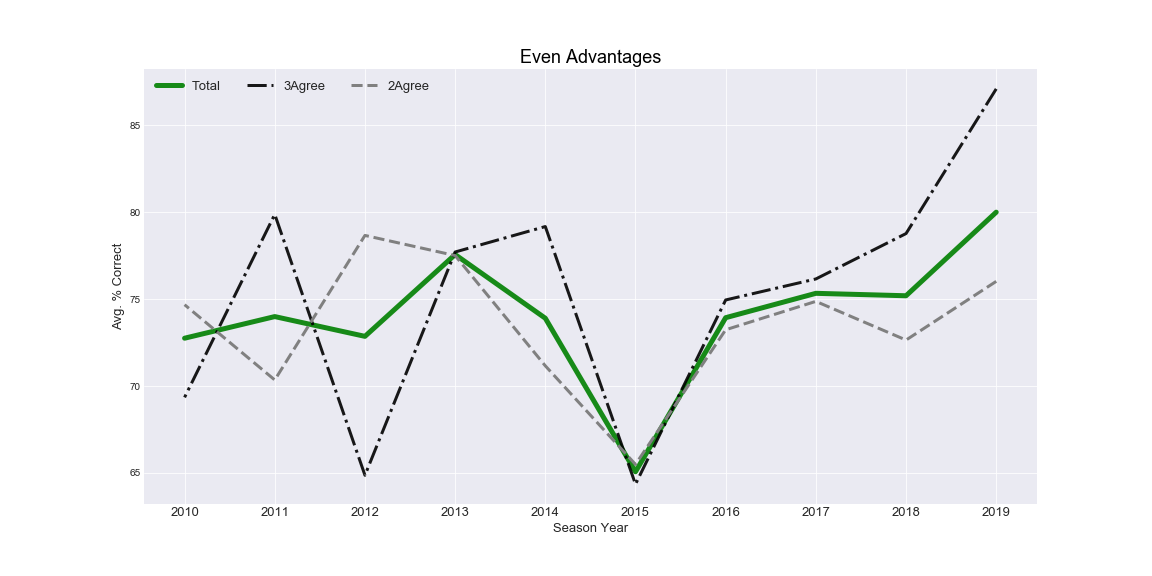 Even Advantages
Total 3Agree 2Agree
85
80
75
70
65
Avg. % Correct
2010 2011 2012 2013 2014 2015 2016 2017 2018 2019
Season Year